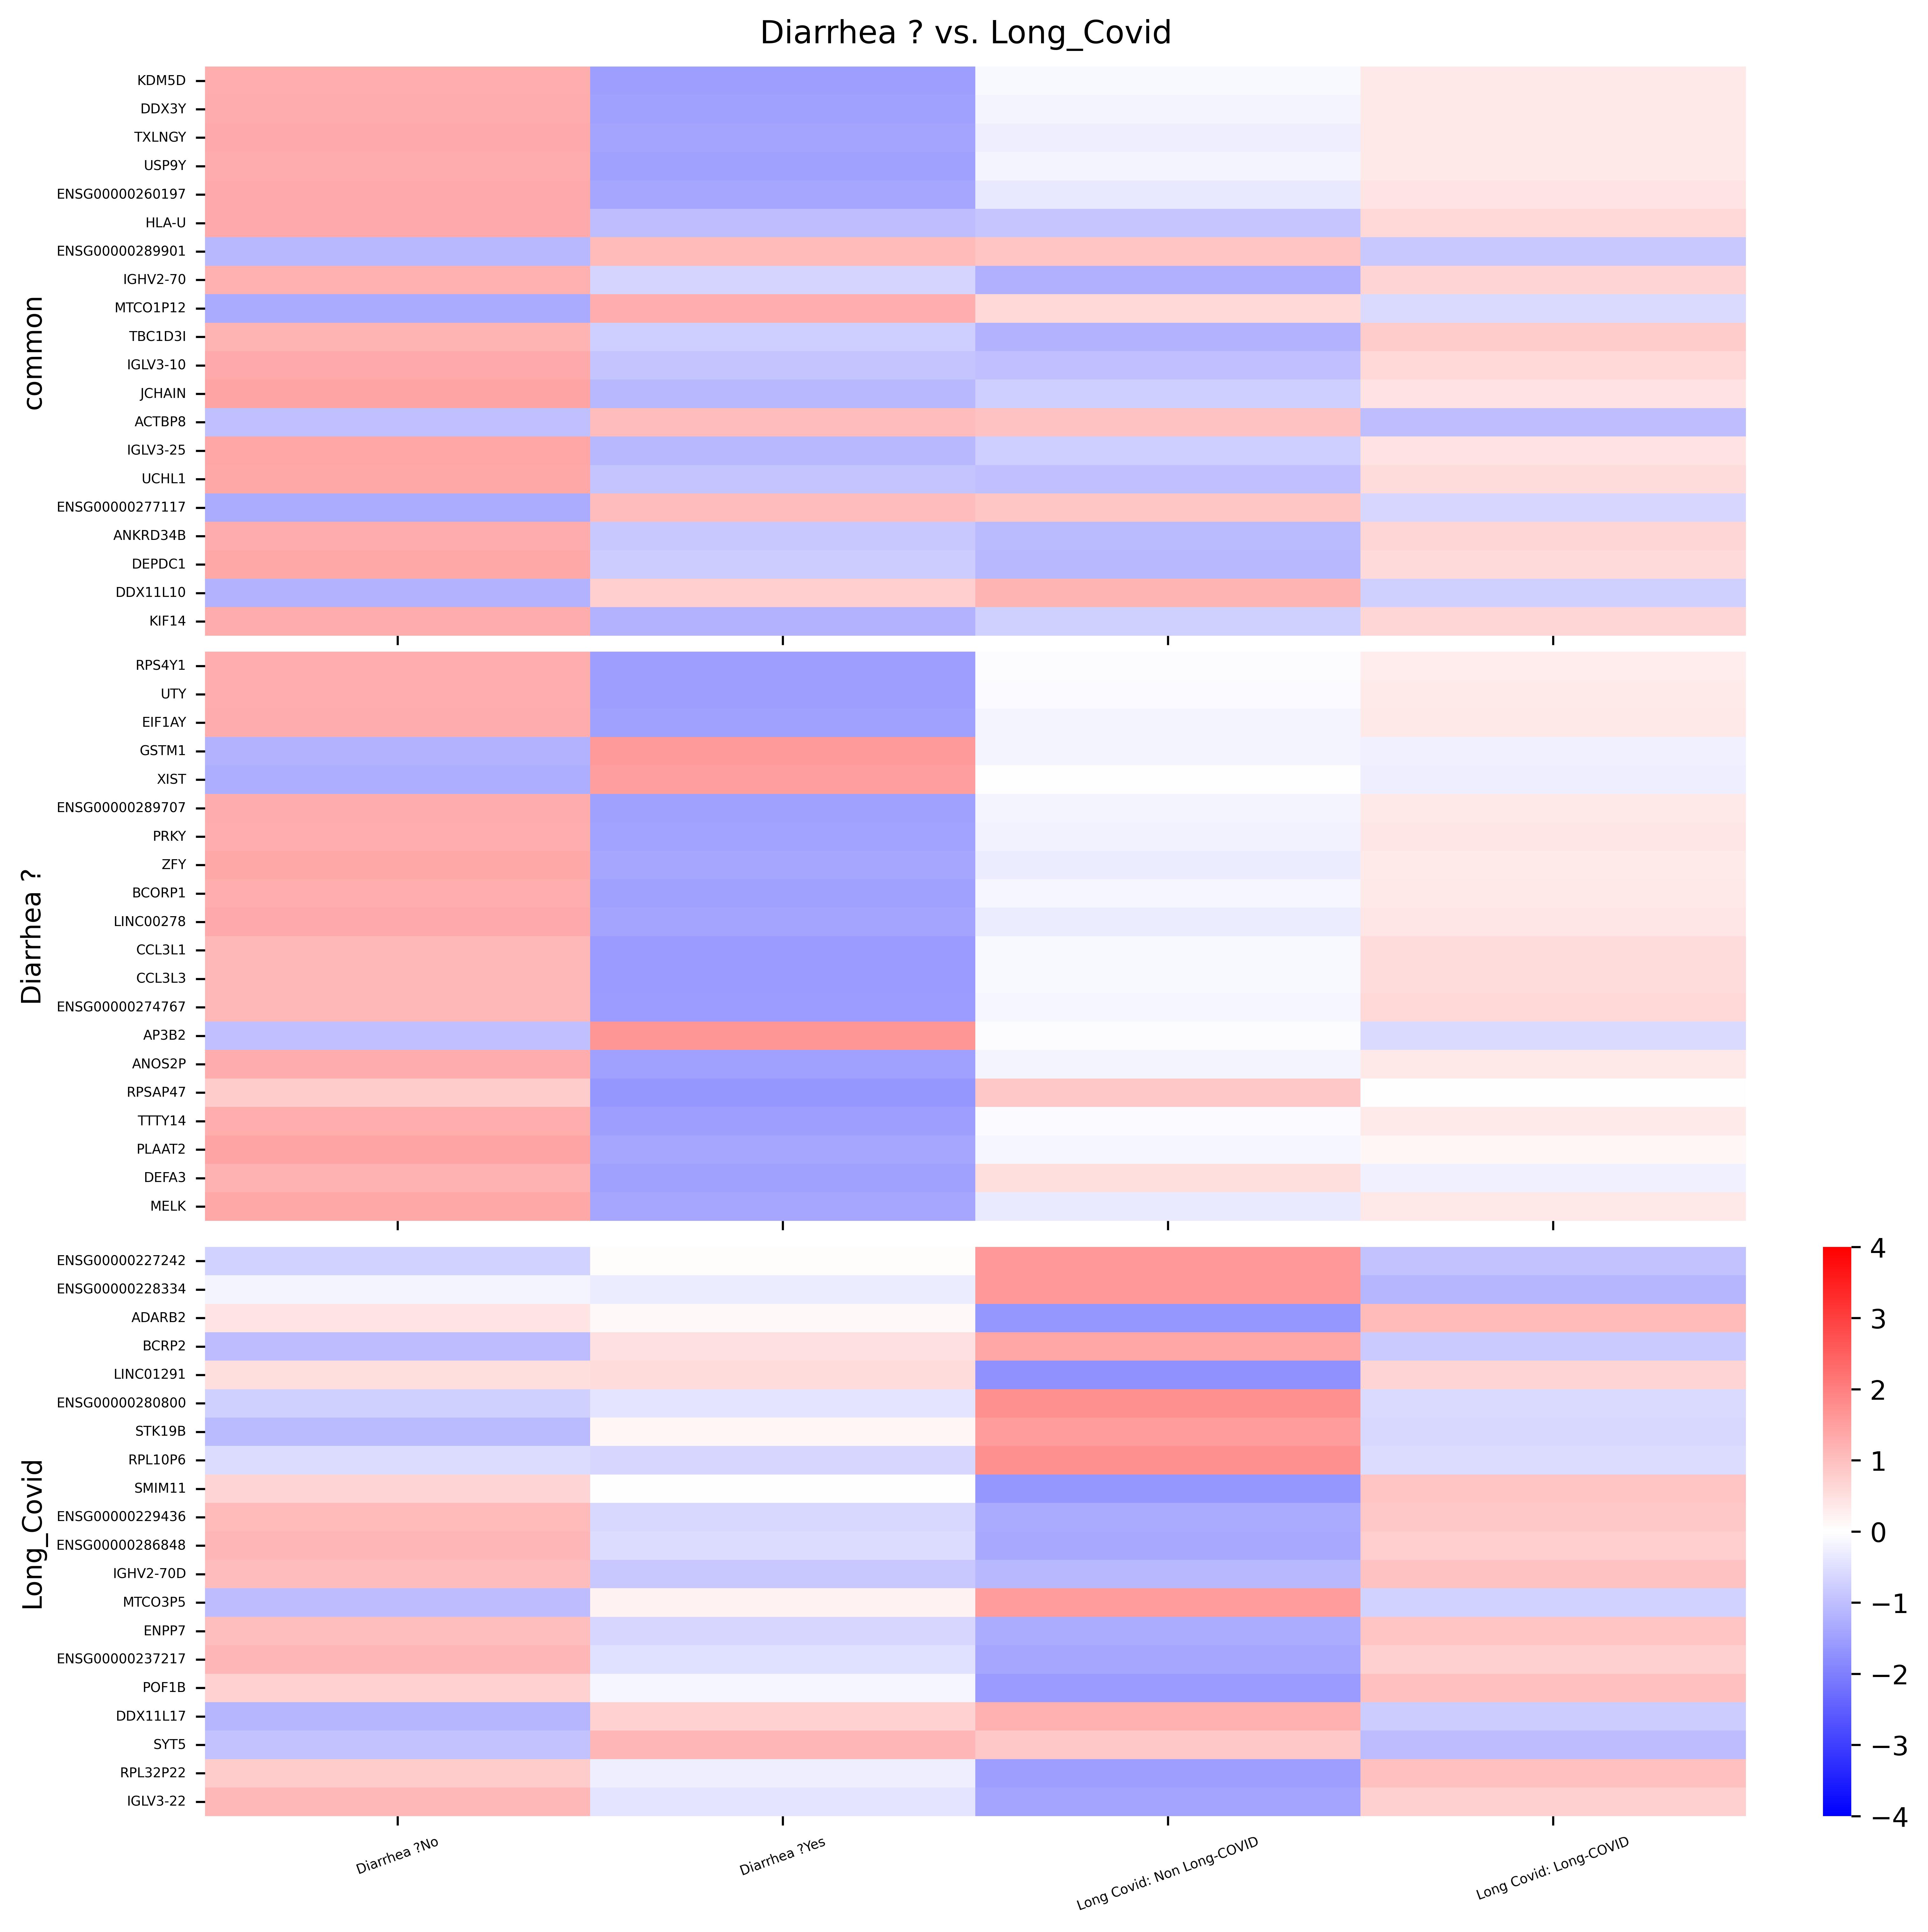 Diarrhea ? vs. Long_Covid
common
KDM5D
DDX3Y
TXLNGY
USP9Y
ENSG00000260197
HLA-U
ENSG00000289901
IGHV2-70
MTCO1P12
TBC1D3I
IGLV3-10
JCHAIN
ACTBP8
IGLV3-25
UCHL1
ENSG00000277117
ANKRD34B
DEPDC1
DDX11L10
KIF14
Diarrhea ?
RPS4Y1
UTY
EIF1AY
GSTM1
XIST
ENSG00000289707
PRKY
ZFY
BCORP1
LINC00278
CCL3L1
CCL3L3
ENSG00000274767
AP3B2
ANOS2P
RPSAP47
TTTY14
PLAAT2
DEFA3
MELK
Long_Covid
ENSG00000227242
ENSG00000228334
ADARB2
BCRP2
LINC01291
ENSG00000280800
STK19B
RPL10P6
SMIM11
ENSG00000229436
ENSG00000286848
IGHV2-70D
MTCO3P5
ENPP7
ENSG00000237217
POF1B
DDX11L17
SYT5
RPL32P22
IGLV3-22
Diarrhea ?No
Diarrhea ?Yes
Long Covid: Non Long-COVID
Long Covid: Long-COVID
4
3
2
1
0
−1
−2
−3
−4